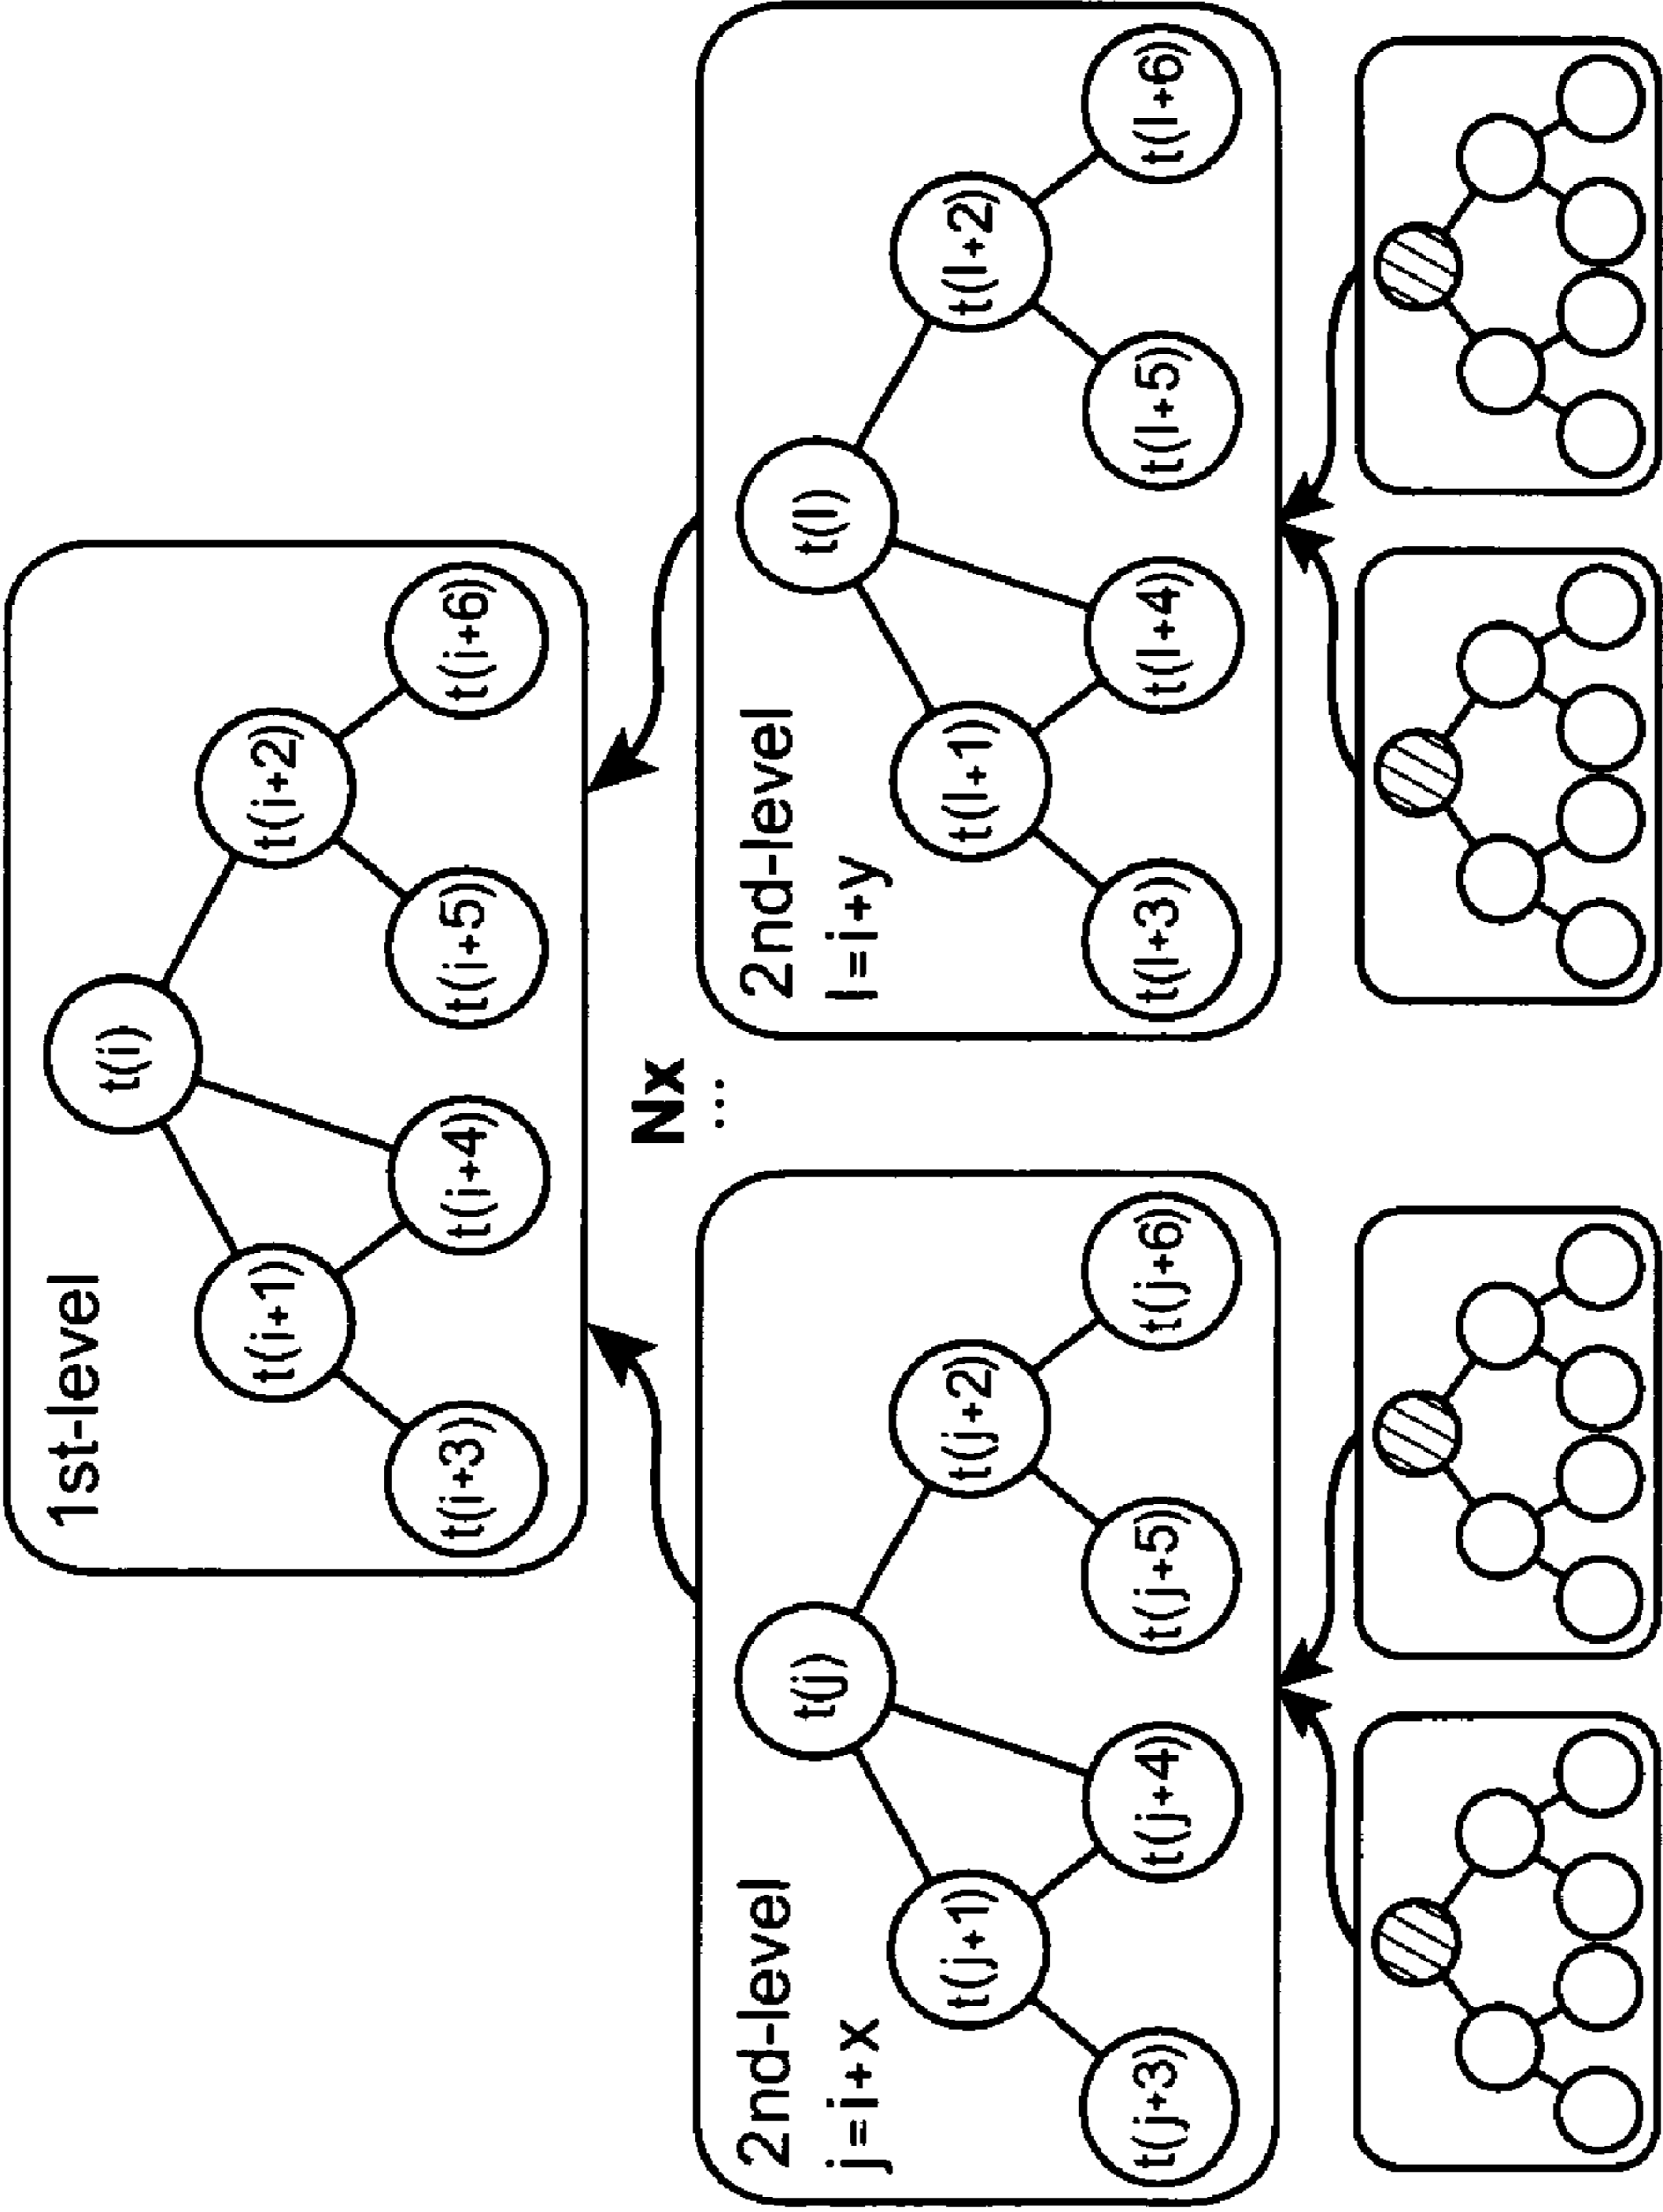 1st-level
t(i)
t(i+1)
t(i+2)
t(i+3)
t(i+4)
t(i+5)
t(i+6)
Nx
...
2nd-level
j=i+x
t(j)
t(j+1)
t(j+2)
t(j+3)
t(j+4)
t(j+5)
t(j+6)
2nd-level
l=i+y
t(l)
t(l+1)
t(l+2)
t(l+3)
t(l+4)
t(l+5)
t(l+6)